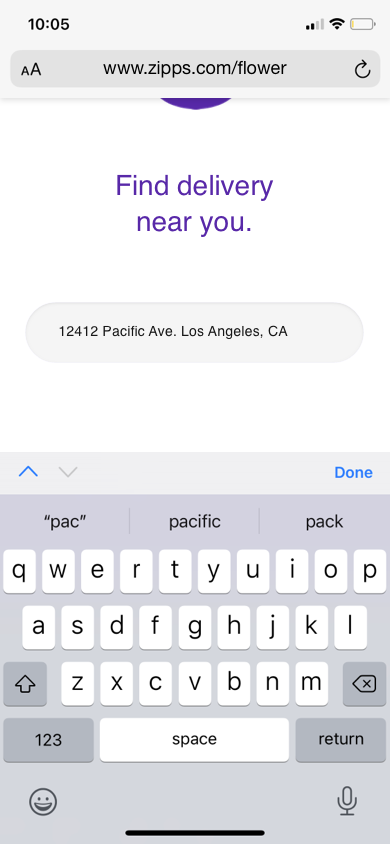 10:05
AA www.zipps.com/flower
Find delivery
near you.
12412 Pacific Ave. Los Angeles, CA
Done
“pac” pacific pack
q w e r t y u i o p
a s d f g h j k l
z x c v b n m
123 space return